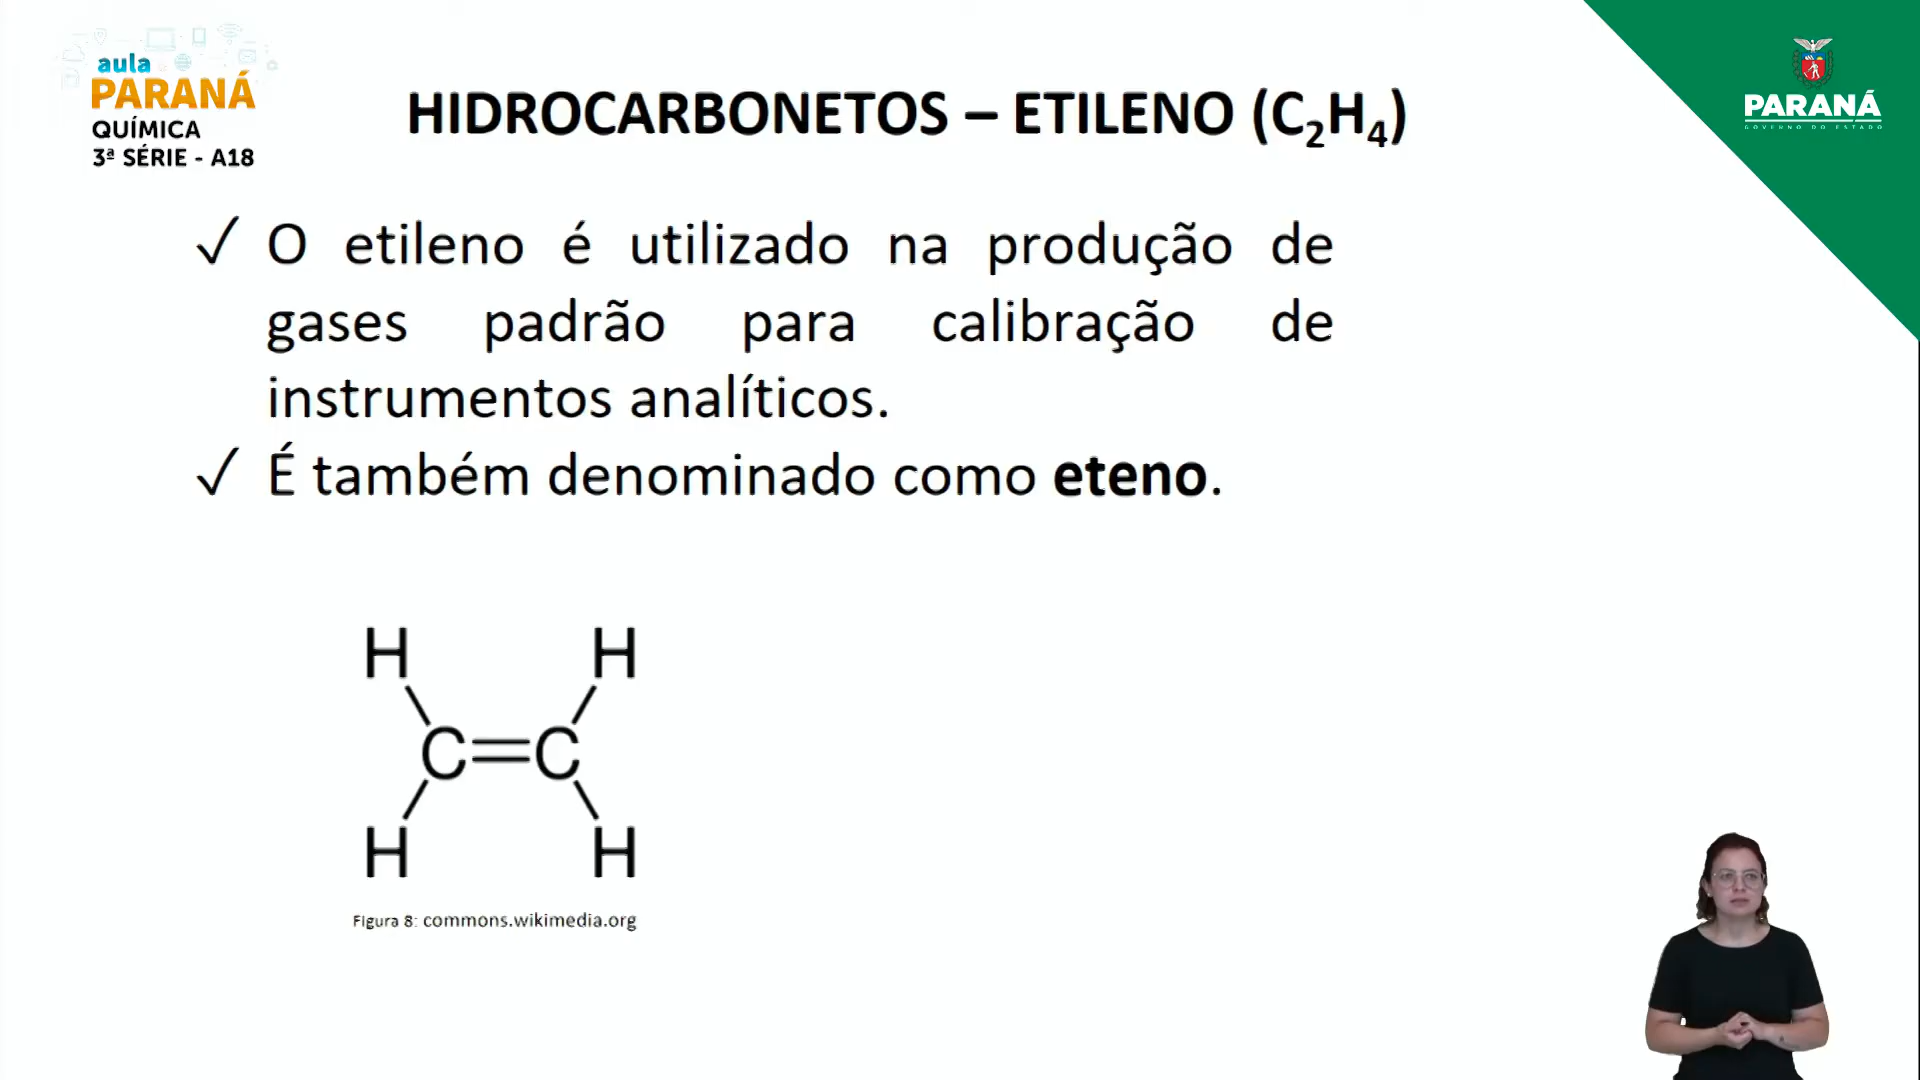 aula
PARANÁ
QUÍMICA
3ª SÉRIE - A18
HIDROCARBONETOS – ETILENO (C₂H₄)
PARANÁ
GOVERNO DO ESTADO
✓ O etileno é utilizado na produção de
gases padrão para calibração de
instrumentos analíticos.
✓ É também denominado como eteno.
H H
C=C
H H
Figura 8: commons.wikimedia.org